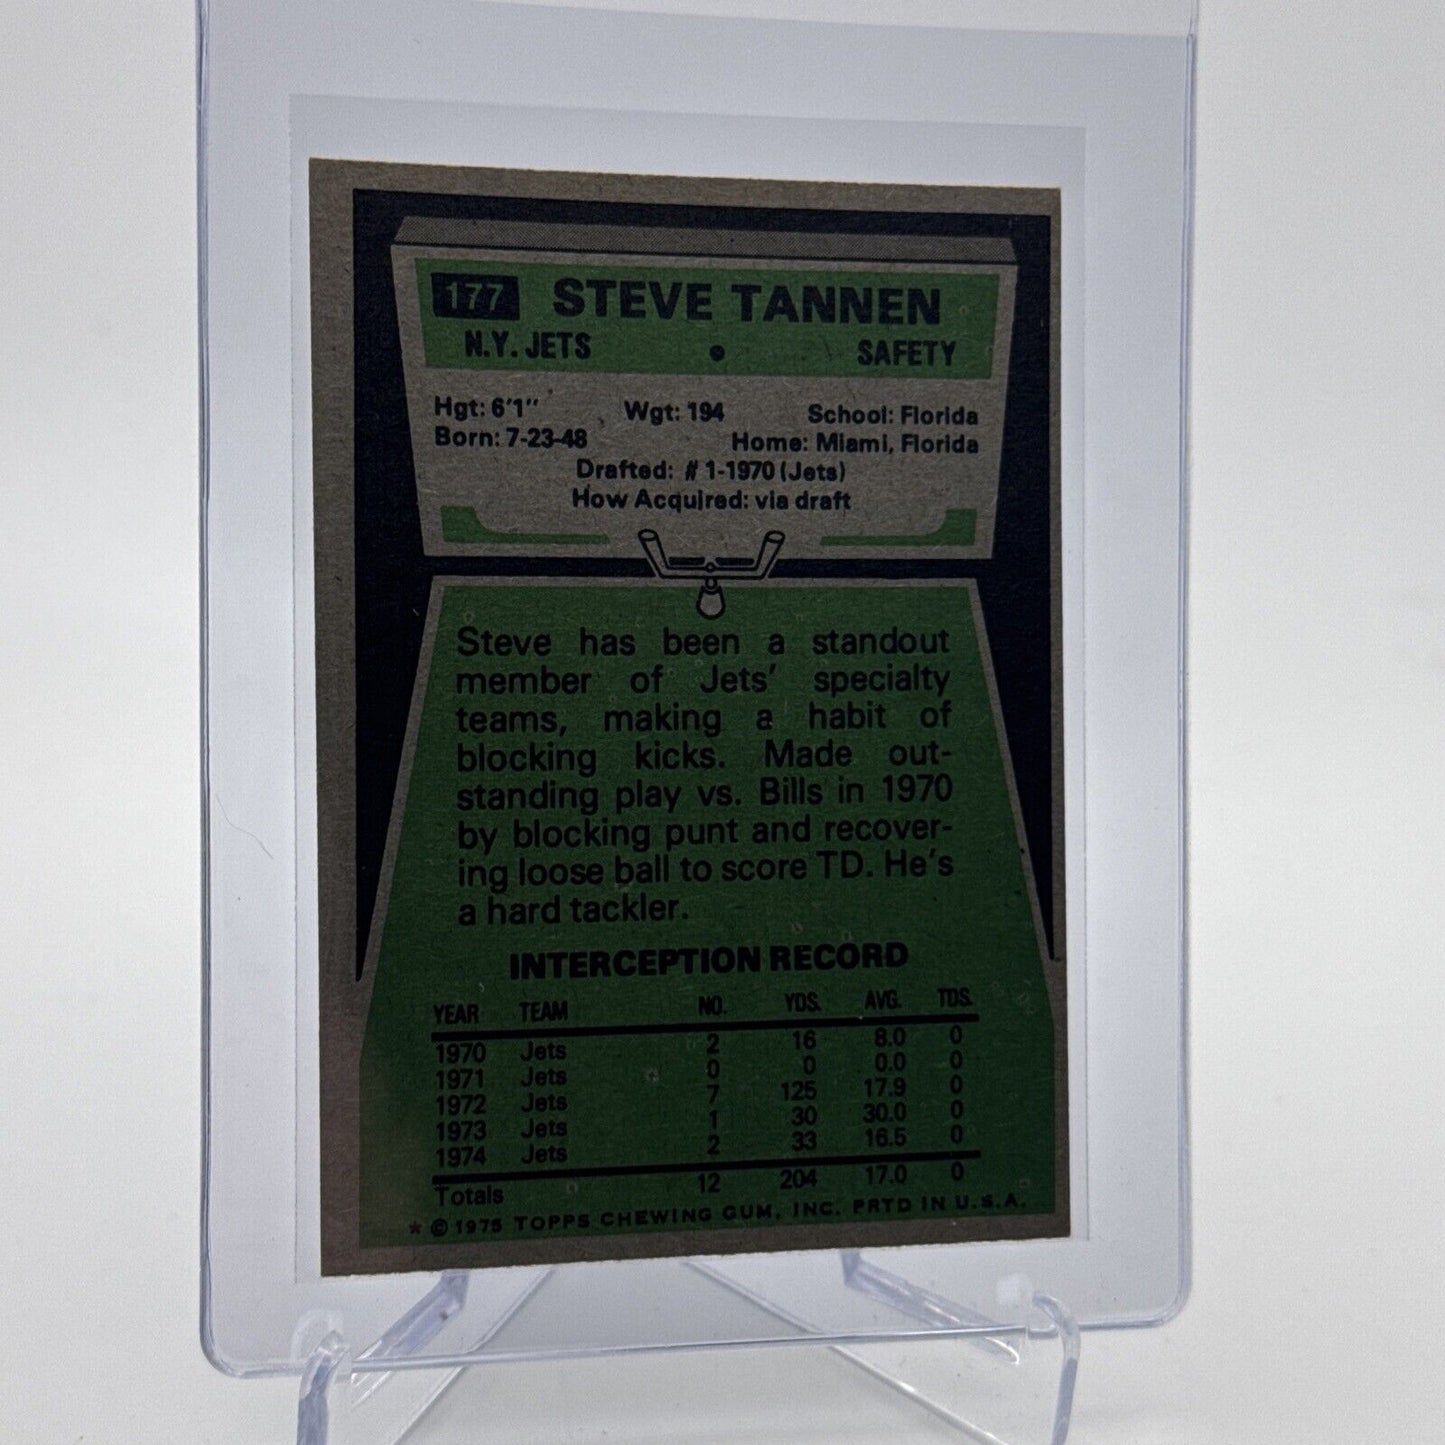 177 STEVE TANNEN
N.Y. JETS • SAFETY
Hgt: 6'1" Wgt: 194 School: Florida
Born: 7-23-48 Home: Miami, Florida
Drafted: # 1-1970 (Jets)
How Acquired: via draft
Steve has been a standout
member of Jets' specialty
teams, making a habit of
blocking kicks. Made out-
standing play vs. Bills in 1970
by blocking punt and recover-
ing loose ball to score TD. He's
a hard tackler.
INTERCEPTION RECORD
YEAR TEAM NO. YDS. AVG. TDS.
1970 Jets 2 16 8.0 0
1971 Jets 0 0 0.0 0
1972 Jets 7 125 17.9 0
1973 Jets 1 30 30.0 0
1974 Jets 2 33 16.5 0
Totals 12 204 17.0 0
* © 1975 TOPPS CHEWING GUM, INC. PRTD IN U.S.A.